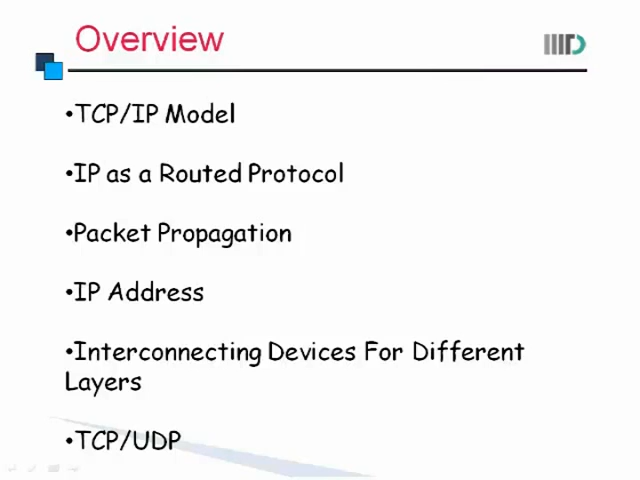 Overview
•TCP/IP Model
•IP as a Routed Protocol
•Packet Propagation
•IP Address
•Interconnecting Devices For Different
Layers
•TCP/UDP